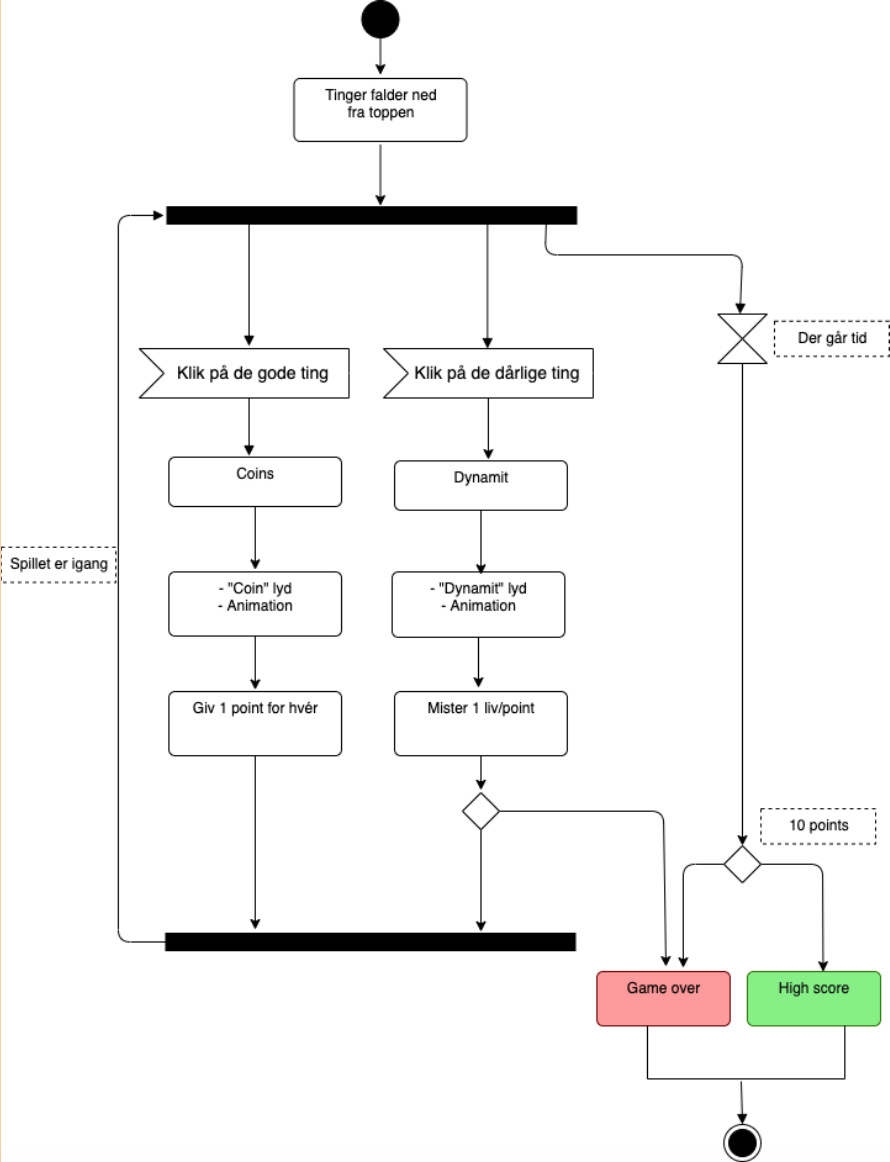 Tinger falder ned
fra toppen
Der går tid
Klik på de gode ting
Klik på de dårlige ting
Coins
Dynamit
Spillet er igang
- "Coin" lyd
- Animation
- "Dynamit" lyd
- Animation
Giv 1 point for hvér
Mister 1 liv/point
10 points
Game over
High score